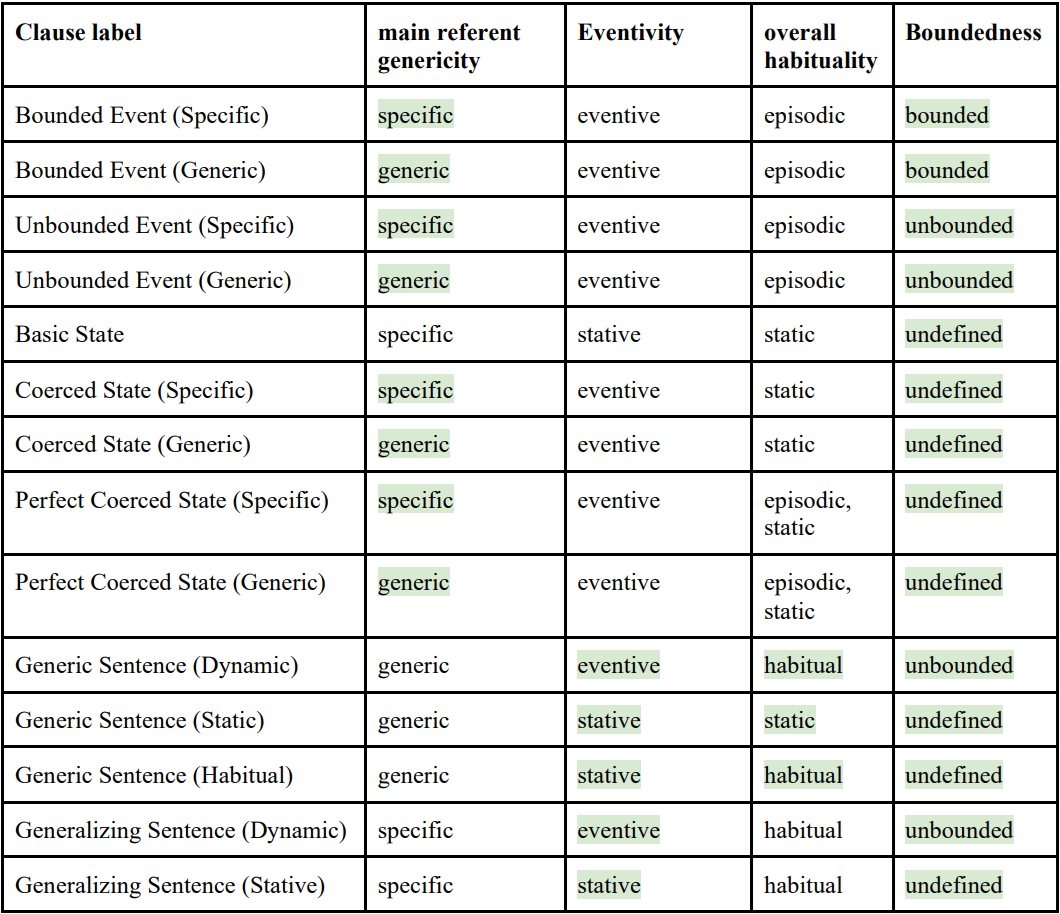 Clause label main referent genericity Eventivity overall habituality Boundedness
Bounded Event (Specific) specific eventive episodic bounded
Bounded Event (Generic) generic eventive episodic bounded
Unbounded Event (Specific) specific eventive episodic unbounded
Unbounded Event (Generic) generic eventive episodic unbounded
Basic State specific stative static undefined
Coerced State (Specific) specific eventive static undefined
Coerced State (Generic) generic eventive static undefined
Perfect Coerced State (Specific) specific eventive episodic, static undefined
Perfect Coerced State (Generic) generic eventive episodic, static undefined
Generic Sentence (Dynamic) generic eventive habitual unbounded
Generic Sentence (Static) generic stative static undefined
Generic Sentence (Habitual) generic stative habitual undefined
Generalizing Sentence (Dynamic) specific eventive habitual unbounded
Generalizing Sentence (Stative) specific stative habitual undefined